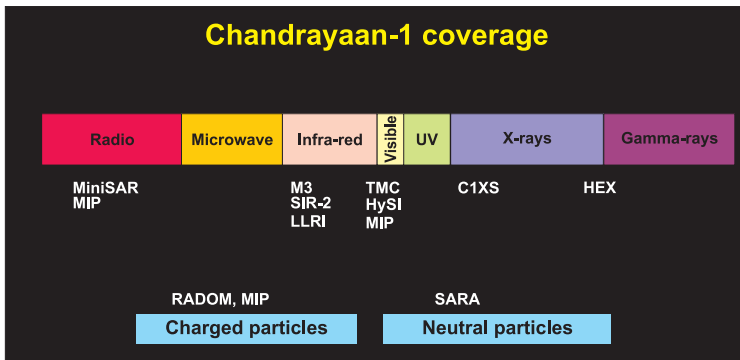 Chandrayaan-1 coverage
Radio Microwave Infra-red Visible UV X-rays Gamma-rays
MiniSAR M3 TMC C1XS HEX
MIP SIR-2 HySI
LLRI MIP
RADOM, MIP SARA
Charged particles Neutral particles